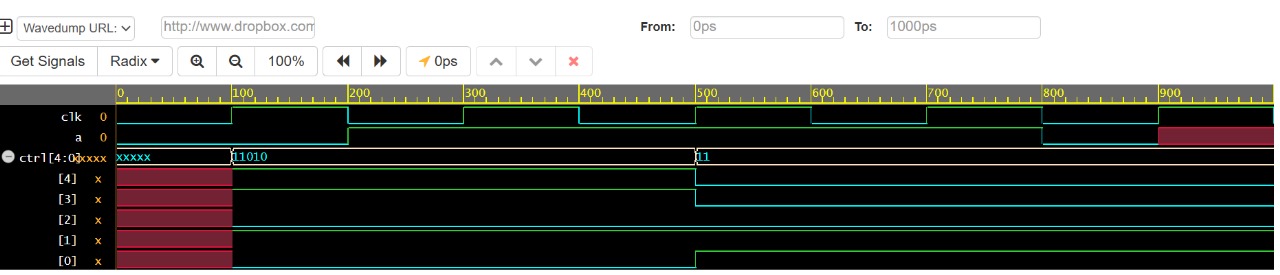 Wavedump URL: http://www.dropbox.com From: 0ps To: 1000ps
Get Signals Radix 100% 0ps
0 100 200 300 400 500 600 700 800 900
clk 0
a 0
ctrl[4:0] xxxxx xxxxx 11010 11
[4] x
[3] x
[2] x
[1] x
[0] x